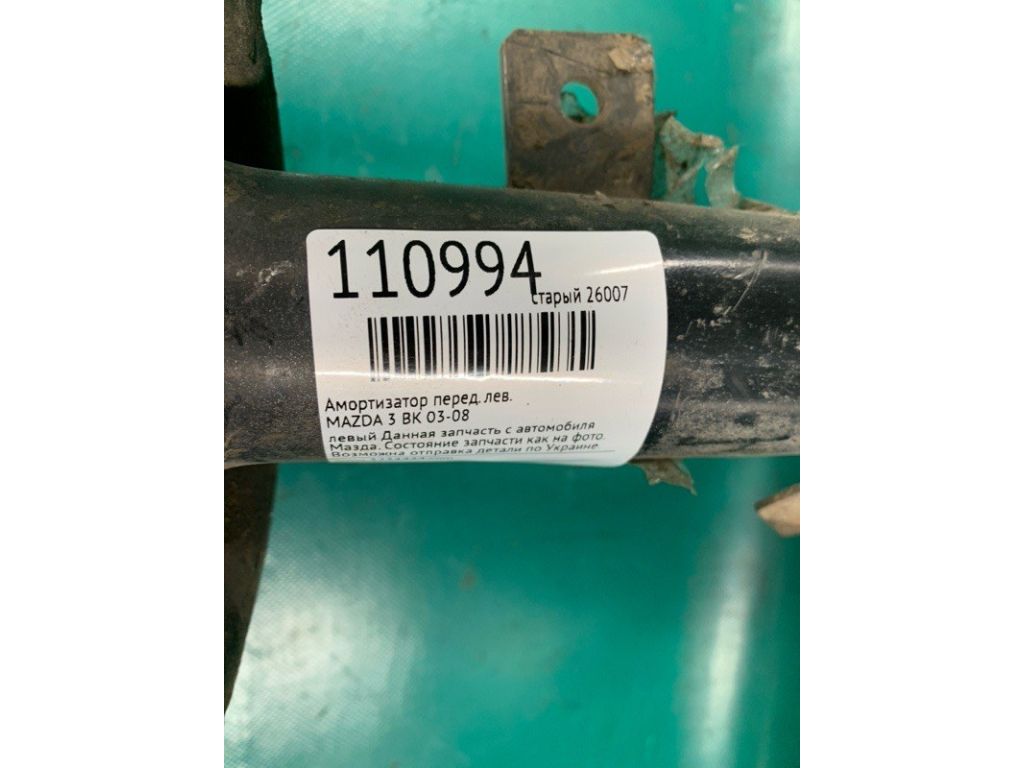 110994
старый 26007
Амортизатор перед. лев.
MAZDA 3 BK 03-08
левый Данная запчасть с автомобиля
Мазда. Состояние запчасти как на фото.
Возможна отправка детали по Украине